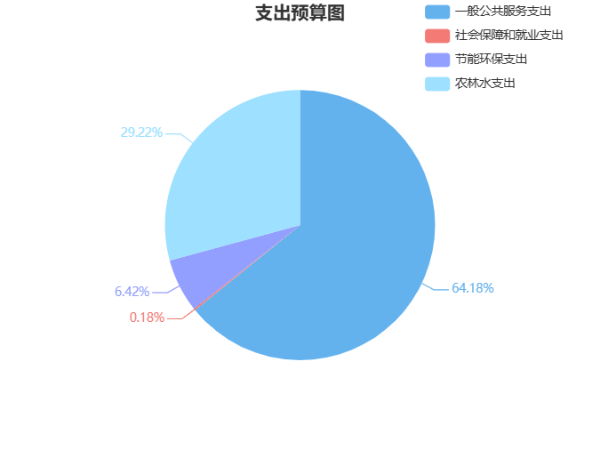 支出预算图
一般公共服务支出
社会保障和就业支出
节能环保支出
农林水支出
29.22%
6.42%
0.18%
64.18%